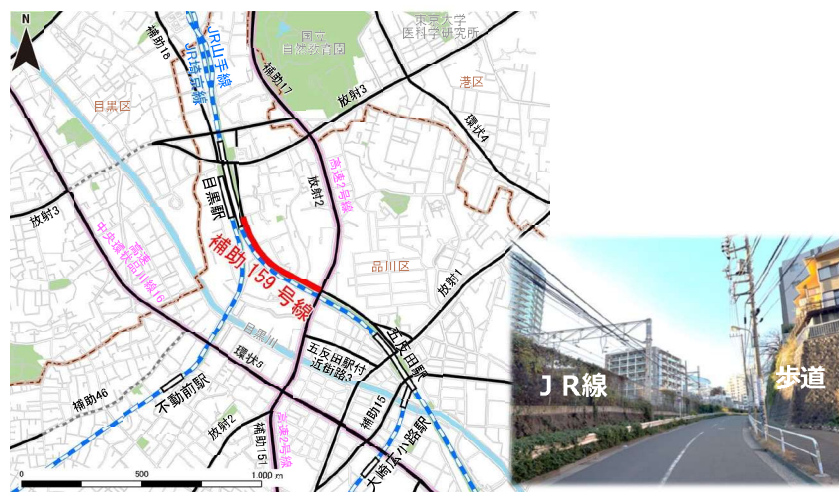 N
補助18
JR山手線
JR埼京線
国立
自然教育園
東京大学
医科学研究所
補助17
港区
放射3
環状4
目黒区
高速2号線
放射2
目黒駅
放射3
高速
中央環状品川線16
補助159号線
品川区
放射1
目黒川
環状5
五反田駅付
近街路3
五反田駅
補助46
不動前駅
放射2
補助15
補助151
高速2号線
大崎広小路駅
0
500
1,000 m
JR線
歩道